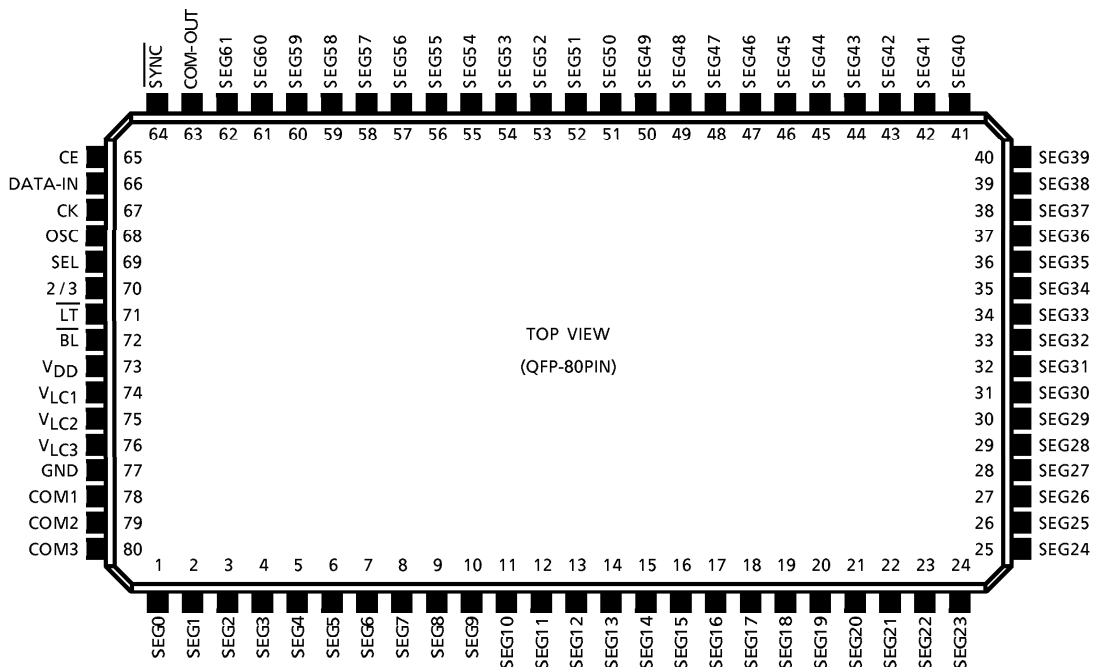 SYNC COM-OUT SEG61 SEG60 SEG59 SEG58 SEG57 SEG56 SEG55 SEG54 SEG53 SEG52 SEG51 SEG50 SEG49 SEG48 SEG47 SEG46 SEG45 SEG44 SEG43 SEG42 SEG41 SEG40
64 63 62 61 60 59 58 57 56 55 54 53 52 51 50 49 48 47 46 45 44 43 42 41
CE 65 40 SEG39
DATA-IN 66 39 SEG38
CK 67 38 SEG37
OSC 68 37 SEG36
SEL 69 36 SEG35
2/3 70 35 SEG34
LT 71 34 SEG33
BL 72 33 SEG32
TOP VIEW
VDD 73 32 SEG31
(QFP-80PIN)
VLC1 74 31 SEG30
VLC2 75 30 SEG29
VLC3 76 29 SEG28
GND 77 28 SEG27
COM1 78 27 SEG26
COM2 79 26 SEG25
COM3 80 25 SEG24
1 2 3 4 5 6 7 8 9 10 11 12 13 14 15 16 17 18 19 20 21 22 23 24
SEG0 SEG1 SEG2 SEG3 SEG4 SEG5 SEG6 SEG7 SEG8 SEG9 SEG10 SEG11 SEG12 SEG13 SEG14 SEG15 SEG16 SEG17 SEG18 SEG19 SEG20 SEG21 SEG22 SEG23